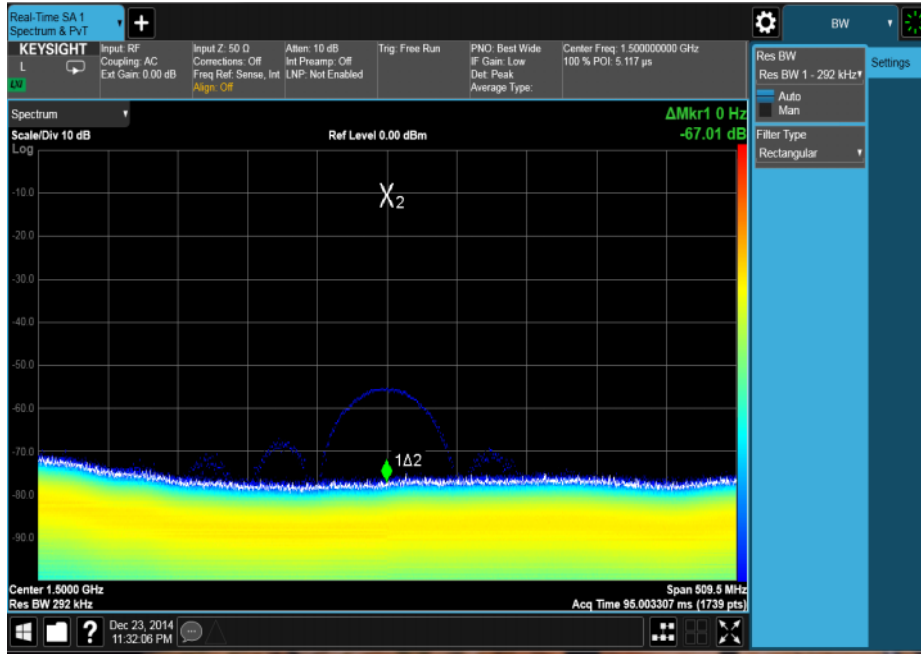 Real-Time SA 1
Spectrum & PvT
BW
KEYSIGHT
L
LXI
Input: RF
Coupling: AC
Ext Gain: 0.00 dB
Input Z: 50 Ω
Corrections: Off
Freq Ref: Sense, Int
Align: Off
Atten: 10 dB
Int Preamp: Off
LNP: Not Enabled
Trig: Free Run
PNO: Best Wide
IF Gain: Low
Det: Peak
Average Type:
Center Freq: 1.500000000 GHz
100 % POI: 5.117 µs
Res BW
Res BW 1 - 292 kHz
Auto
Man
Filter Type
Rectangular
Settings
Spectrum
ΔMkr1 0 Hz
Scale/Div 10 dB
Ref Level 0.00 dBm
-67.01 dB
Log
-10.0
X2
-20.0
-30.0
-40.0
-50.0
-60.0
-70.0
1Δ2
-80.0
-90.0
Center 1.5000 GHz
Span 509.5 MHz
Res BW 292 kHz
Acq Time 95.003307 ms (1739 pts)
?
Dec 23, 2014
11:32:06 PM